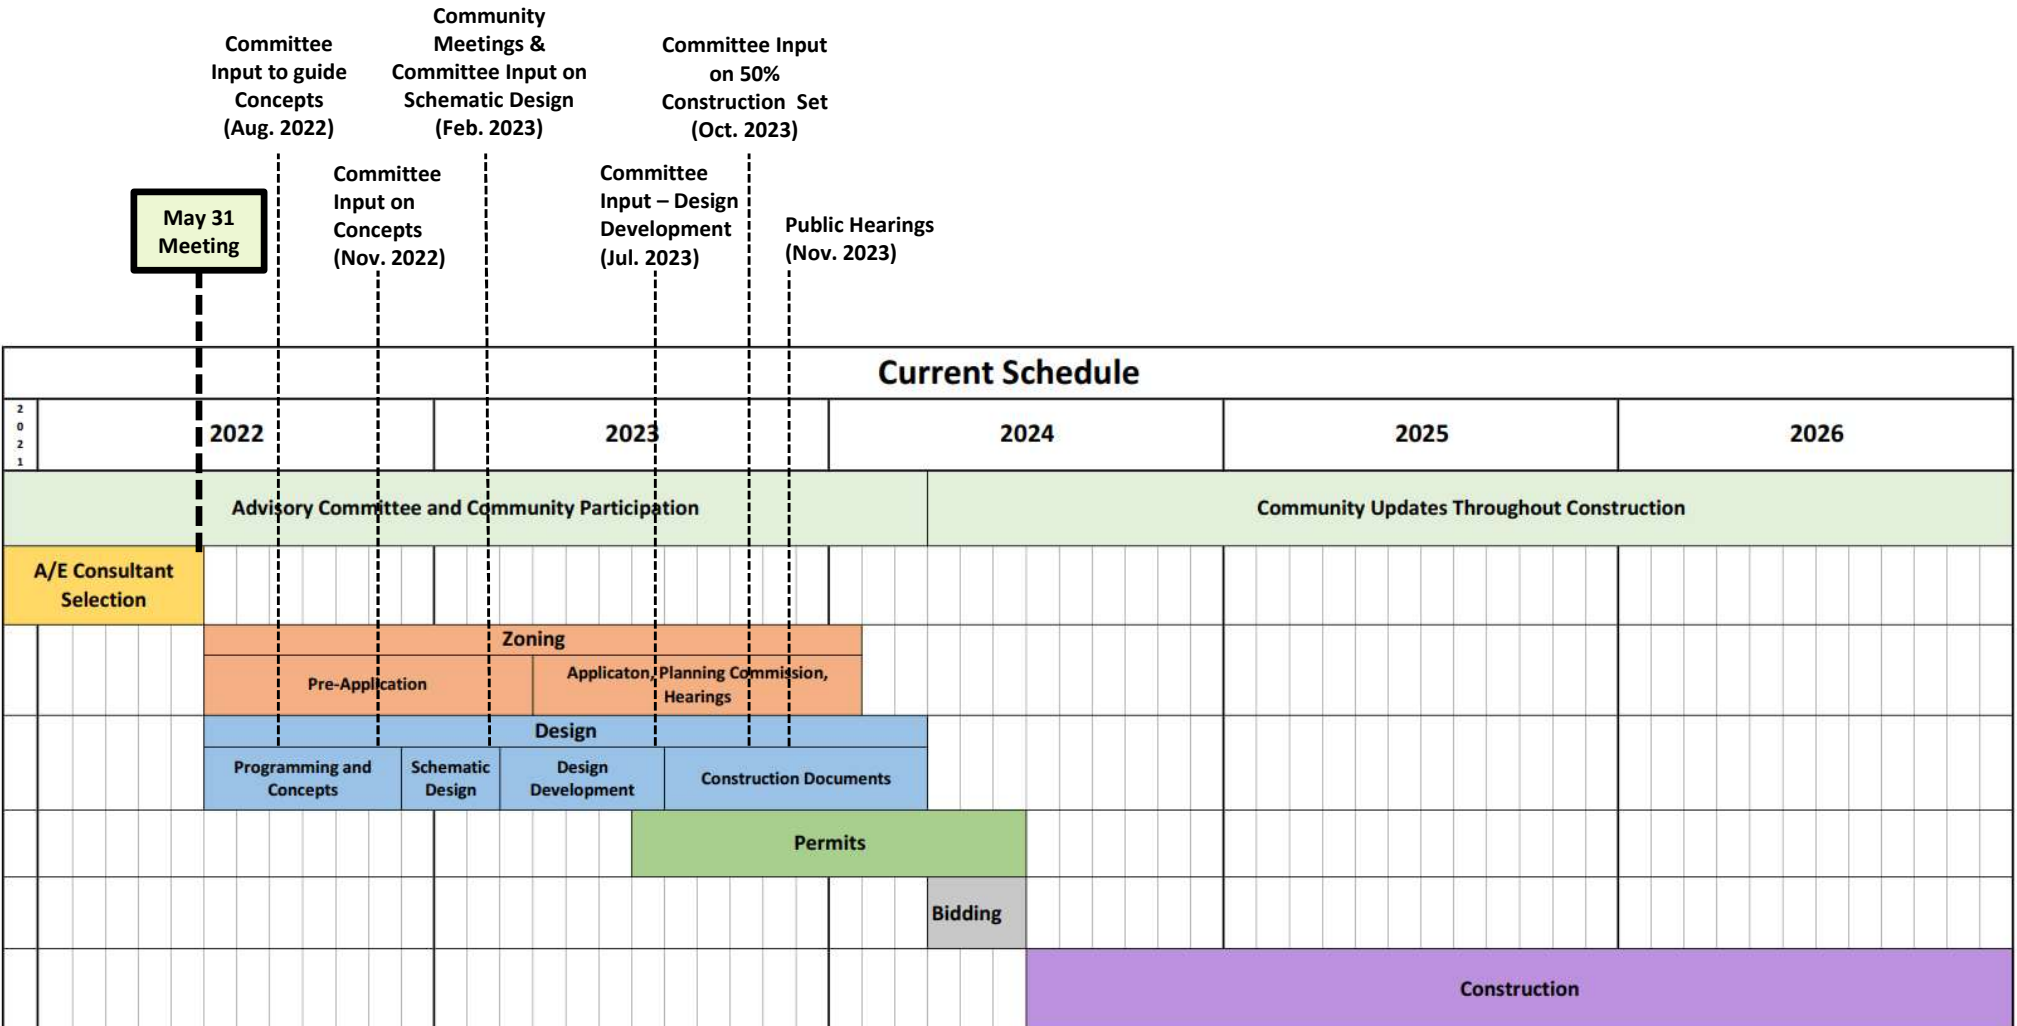 Community
Meetings &
Committee Input on
Schematic Design
(Feb. 2023)
Committee
Input to guide
Concepts
(Aug. 2022)
Committee Input
on 50%
Construction Set
(Oct. 2023)
Committee
Input on
Concepts
(Nov. 2022)
Committee
Input – Design
Development
(Jul. 2023)
May 31
Meeting
Public Hearings
(Nov. 2023)
Current Schedule
2
0
2
1
2022
2023
2024
2025
2026
Advisory Committee and Community Participation
Community Updates Throughout Construction
A/E Consultant
Selection
Zoning
Pre-Application
Applicaton, Planning Commission,
Hearings
Design
Programming and
Concepts
Schematic
Design
Design
Development
Construction Documents
Permits
Bidding
Construction